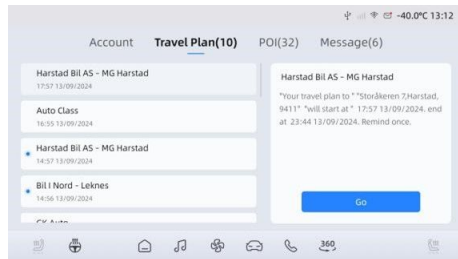 -40.0°C 13:12
Account Travel Plan(10) POI(32) Message(6)
Harstad Bil AS - MG Harstad
17:57 13/09/2024
Auto Class
16:55 13/09/2024
Harstad Bil AS - MG Harstad
14:57 13/09/2024
Bil I Nord - Leknes
14:56 13/09/2024
CK Auto
Harstad Bil AS - MG Harstad
"Your travel plan to " "Storåkeren 7,Harstad,
9411" "will start at " 17:57 13/09/2024. end
at 23:44 13/09/2024. Remind once.
Go
360